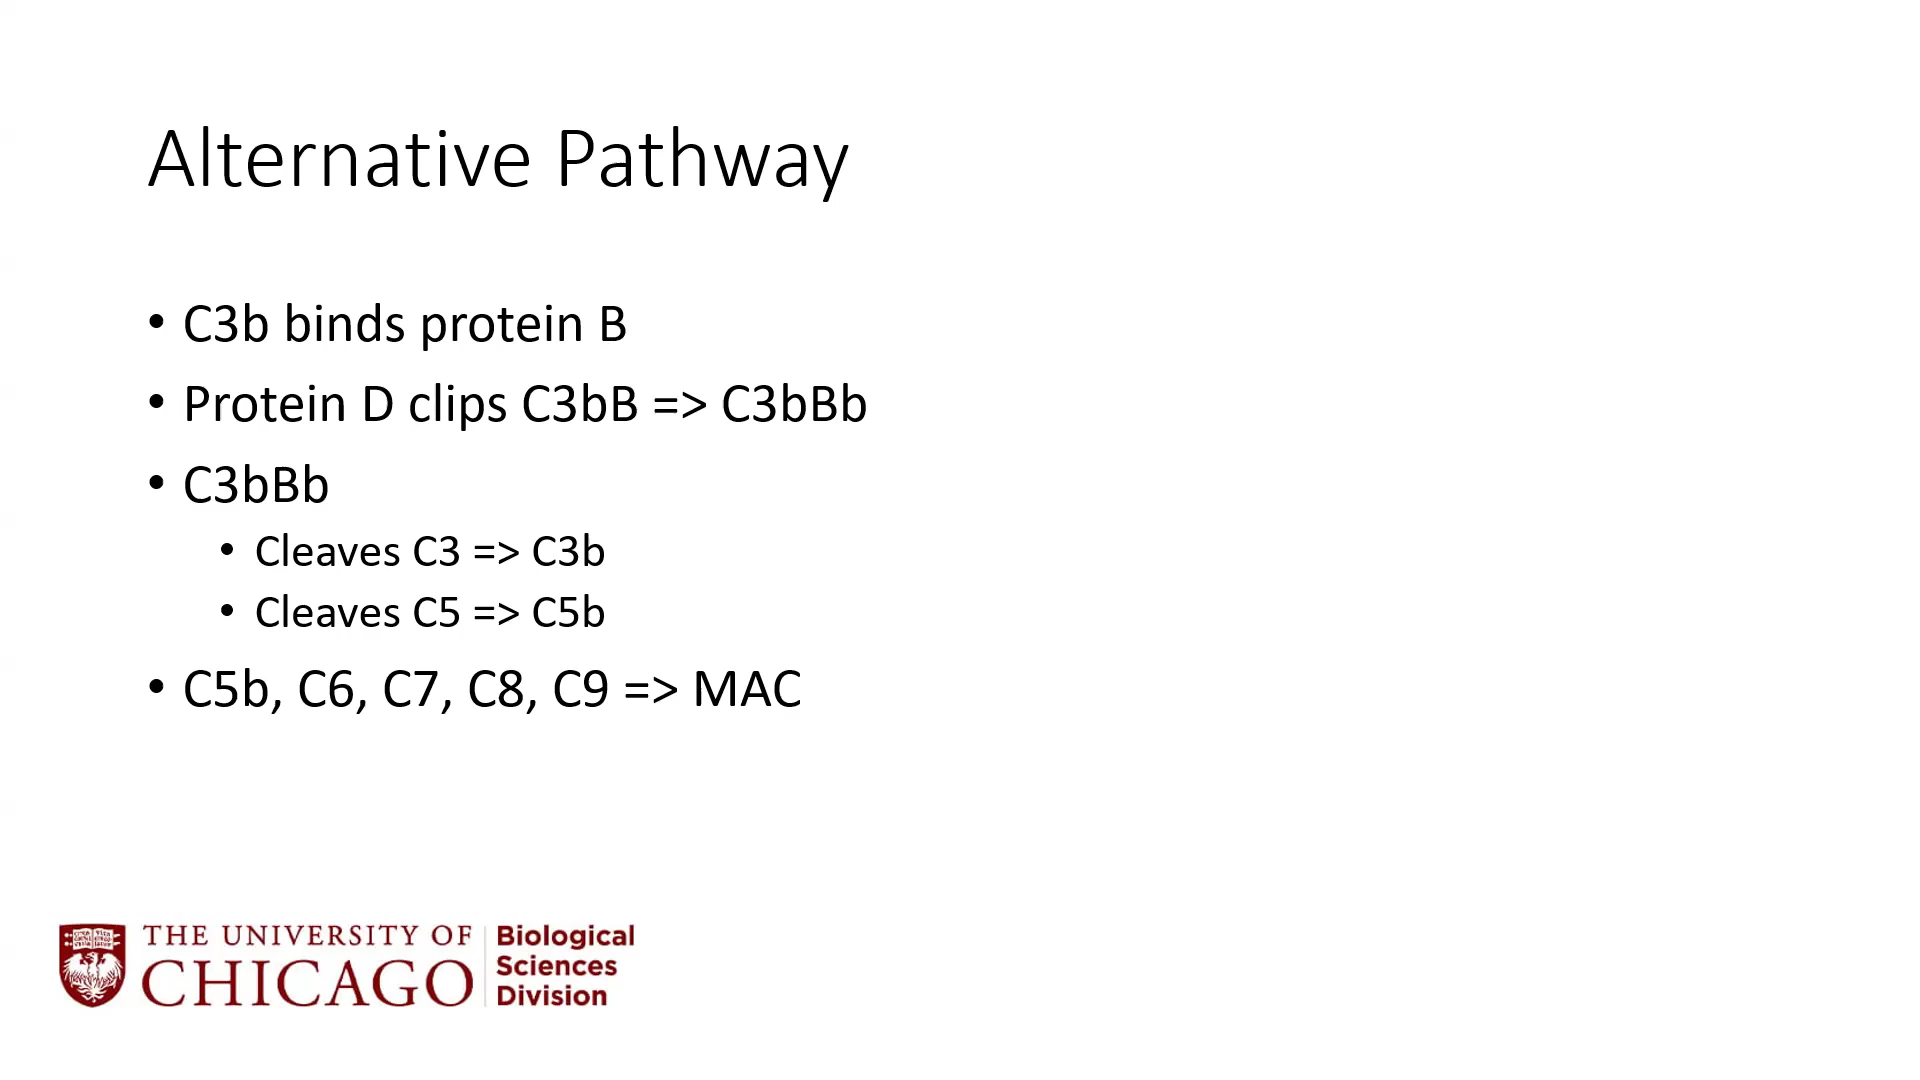 Alternative Pathway
• C3b binds protein B
• Protein D clips C3bB => C3bBb
• C3bBb
• Cleaves C3 => C3b
• Cleaves C5 => C5b
• C5b, C6, C7, C8, C9 => MAC
THE UNIVERSITY OF
CHICAGO
Biological
Sciences
Division